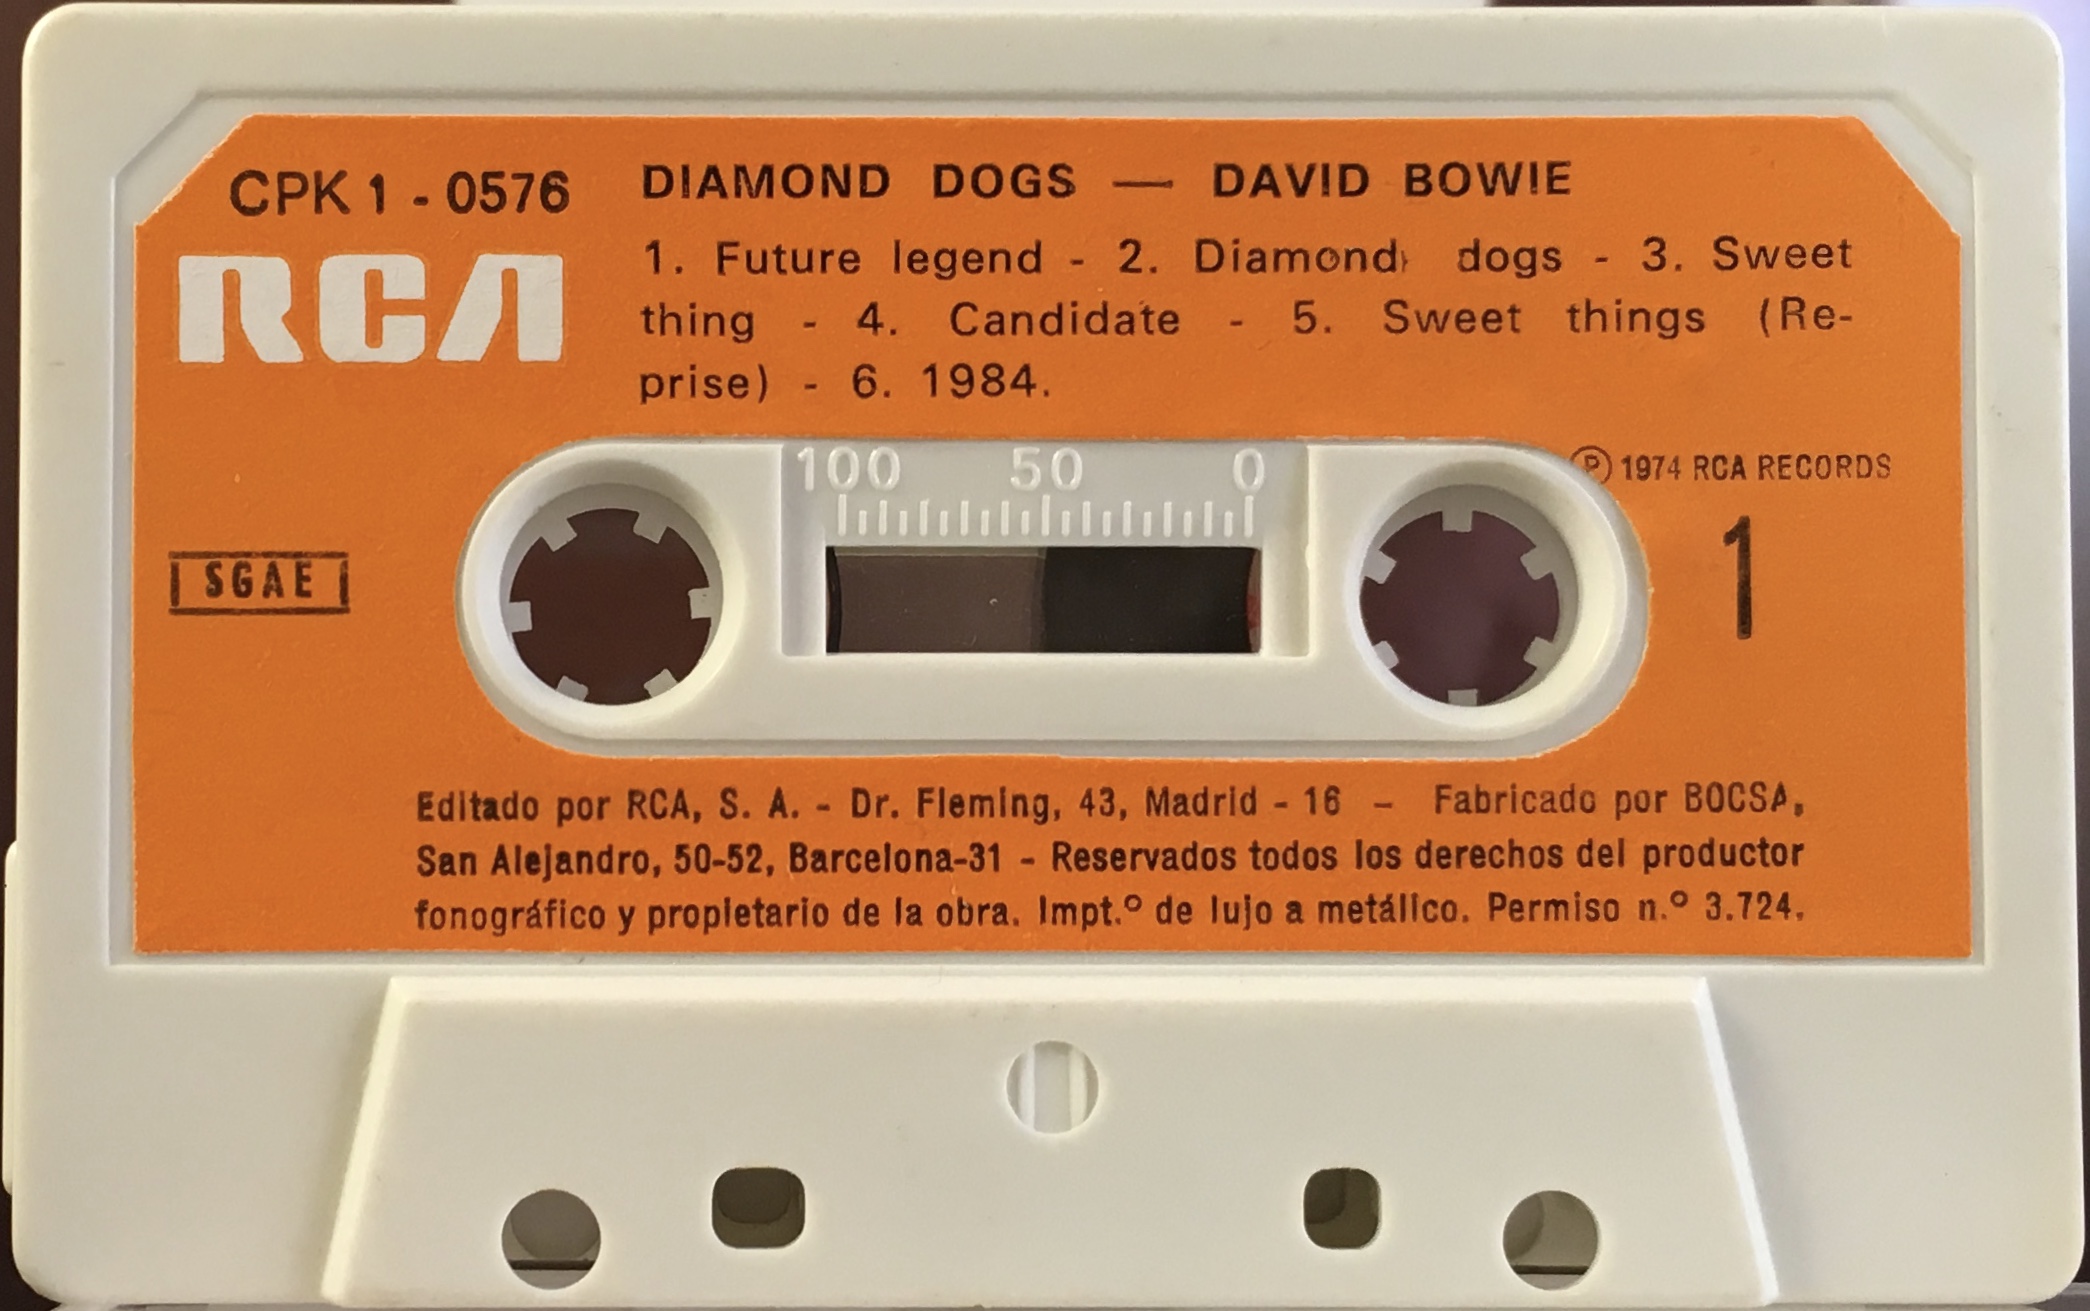 CPK 1 - 0576
RCA
DIAMOND DOGS — DAVID BOWIE
1. Future legend - 2. Diamond dogs - 3. Sweet
thing - 4. Candidate - 5. Sweet things (Re-
prise) - 6. 1984.
100 50 0
Ⓟ 1974 RCA RECORDS
SGAE
1
Editado por RCA, S. A. - Dr. Fleming, 43, Madrid - 16 – Fabricado por BOCSA,
San Alejandro, 50-52, Barcelona-31 - Reservados todos los derechos del productor
fonográfico y propietario de la obra. Impt.º de lujo a metálico. Permiso n.º 3.724.